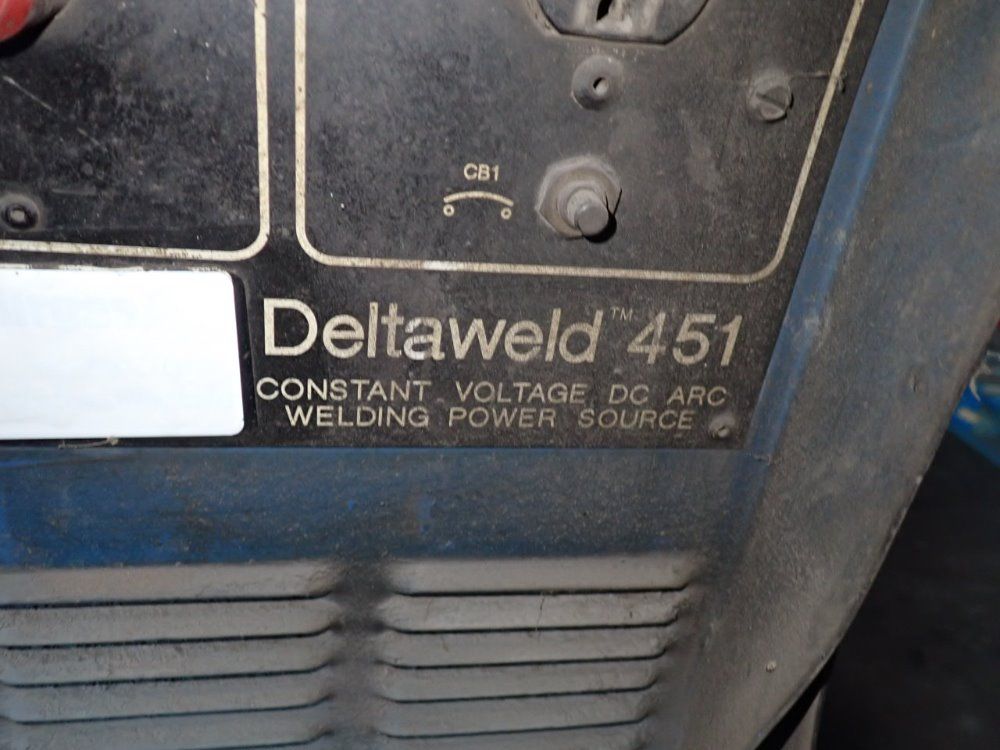 CB1
Deltaweld™ 451
CONSTANT VOLTAGE DC ARC
WELDING POWER SOURCE